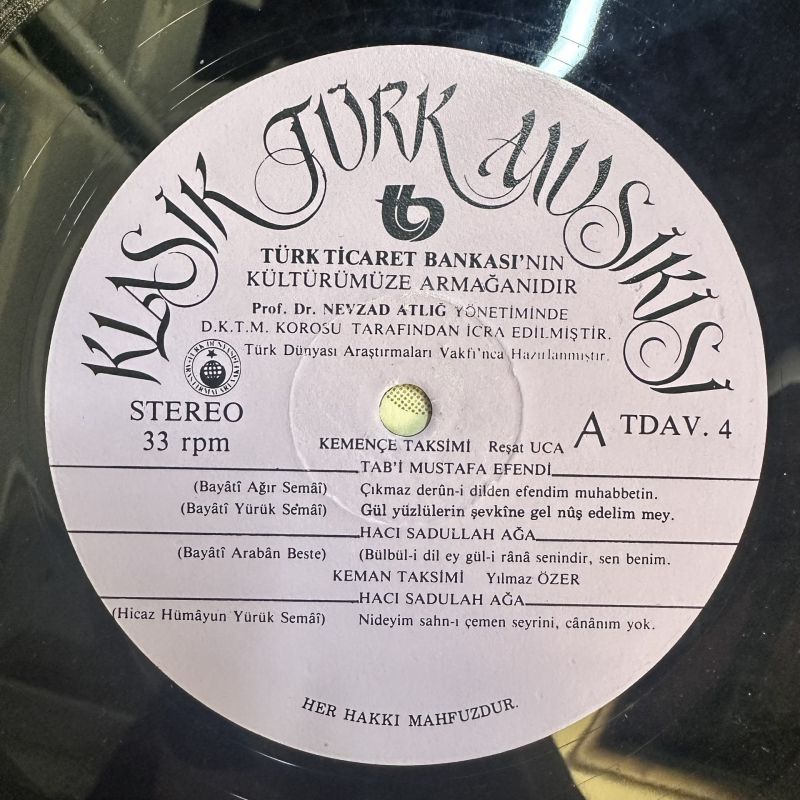 KLASİK TÜRK MUSİKİSİ
TÜRK TİCARET BANKASI'NIN
KÜLTÜRÜMÜZE ARMAĞANIDIR
Prof. Dr. NEVZAD ATLIĞ YÖNETİMİNDE
D.K.T.M. KOROSU TARAFINDAN İCRA EDİLMİŞTİR.
Türk Dünyası Araştırmaları Vakfı'nca Hazırlanmıştır.
STEREO
33 rpm
A TDAV. 4
KEMENÇE TAKSİMİ Reşat UCA
TAB'İ MUSTAFA EFENDİ
(Bayâtî Ağır Semâî) Çıkmaz derûn-i dilden efendim muhabbetin.
(Bayâtî Yürük Semâî) Gül yüzlülerin şevkîne gel nûş edelim mey.
HACI SADULLAH AĞA
(Bayâti Arabân Beste) (Bülbül-i dil ey gül-i rânâ senindir, sen benim.
KEMAN TAKSİMİ Yılmaz ÖZER
HACI SADULAH AĞA
(Hicaz Hümâyun Yürük Semâî) Nideyim sahn-ı çemen seyrini, cânânım yok.
HER HAKKI MAHFUZDUR.